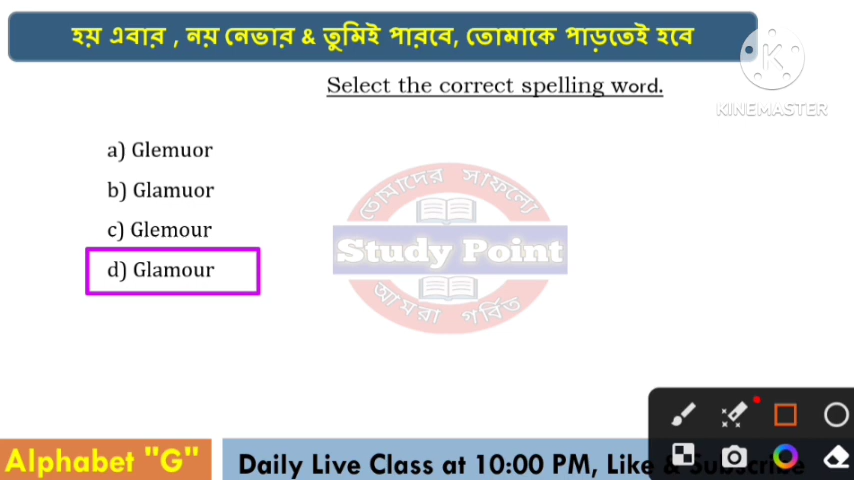 হয় এবার , নয় নেভার & তুমিই পারবে, তোমাকে পাড়তেই হবে
Select the correct spelling word.
K
KINEMASTER
a) Glemuor
b) Glamuor
c) Glemour
d) Glamour
তোমাদের সাফল্যে
Study Point
আমরা গর্বিত
Alphabet "G"
Daily Live Class at 10:00 PM, Like & Subscribe